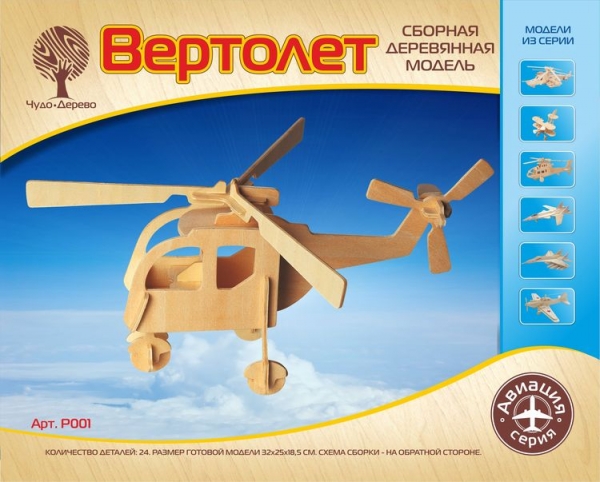 Чудо-Дерево
Вертолет
СБОРНАЯ
ДЕРЕВЯННАЯ
МОДЕЛЬ
МОДЕЛИ
ИЗ СЕРИИ
Арт. P001
Авиация
серия
КОЛИЧЕСТВО ДЕТАЛЕЙ: 24. РАЗМЕР ГОТОВОЙ МОДЕЛИ 32х25х18,5 СМ. СХЕМА СБОРКИ - НА ОБРАТНОЙ СТОРОНЕ.